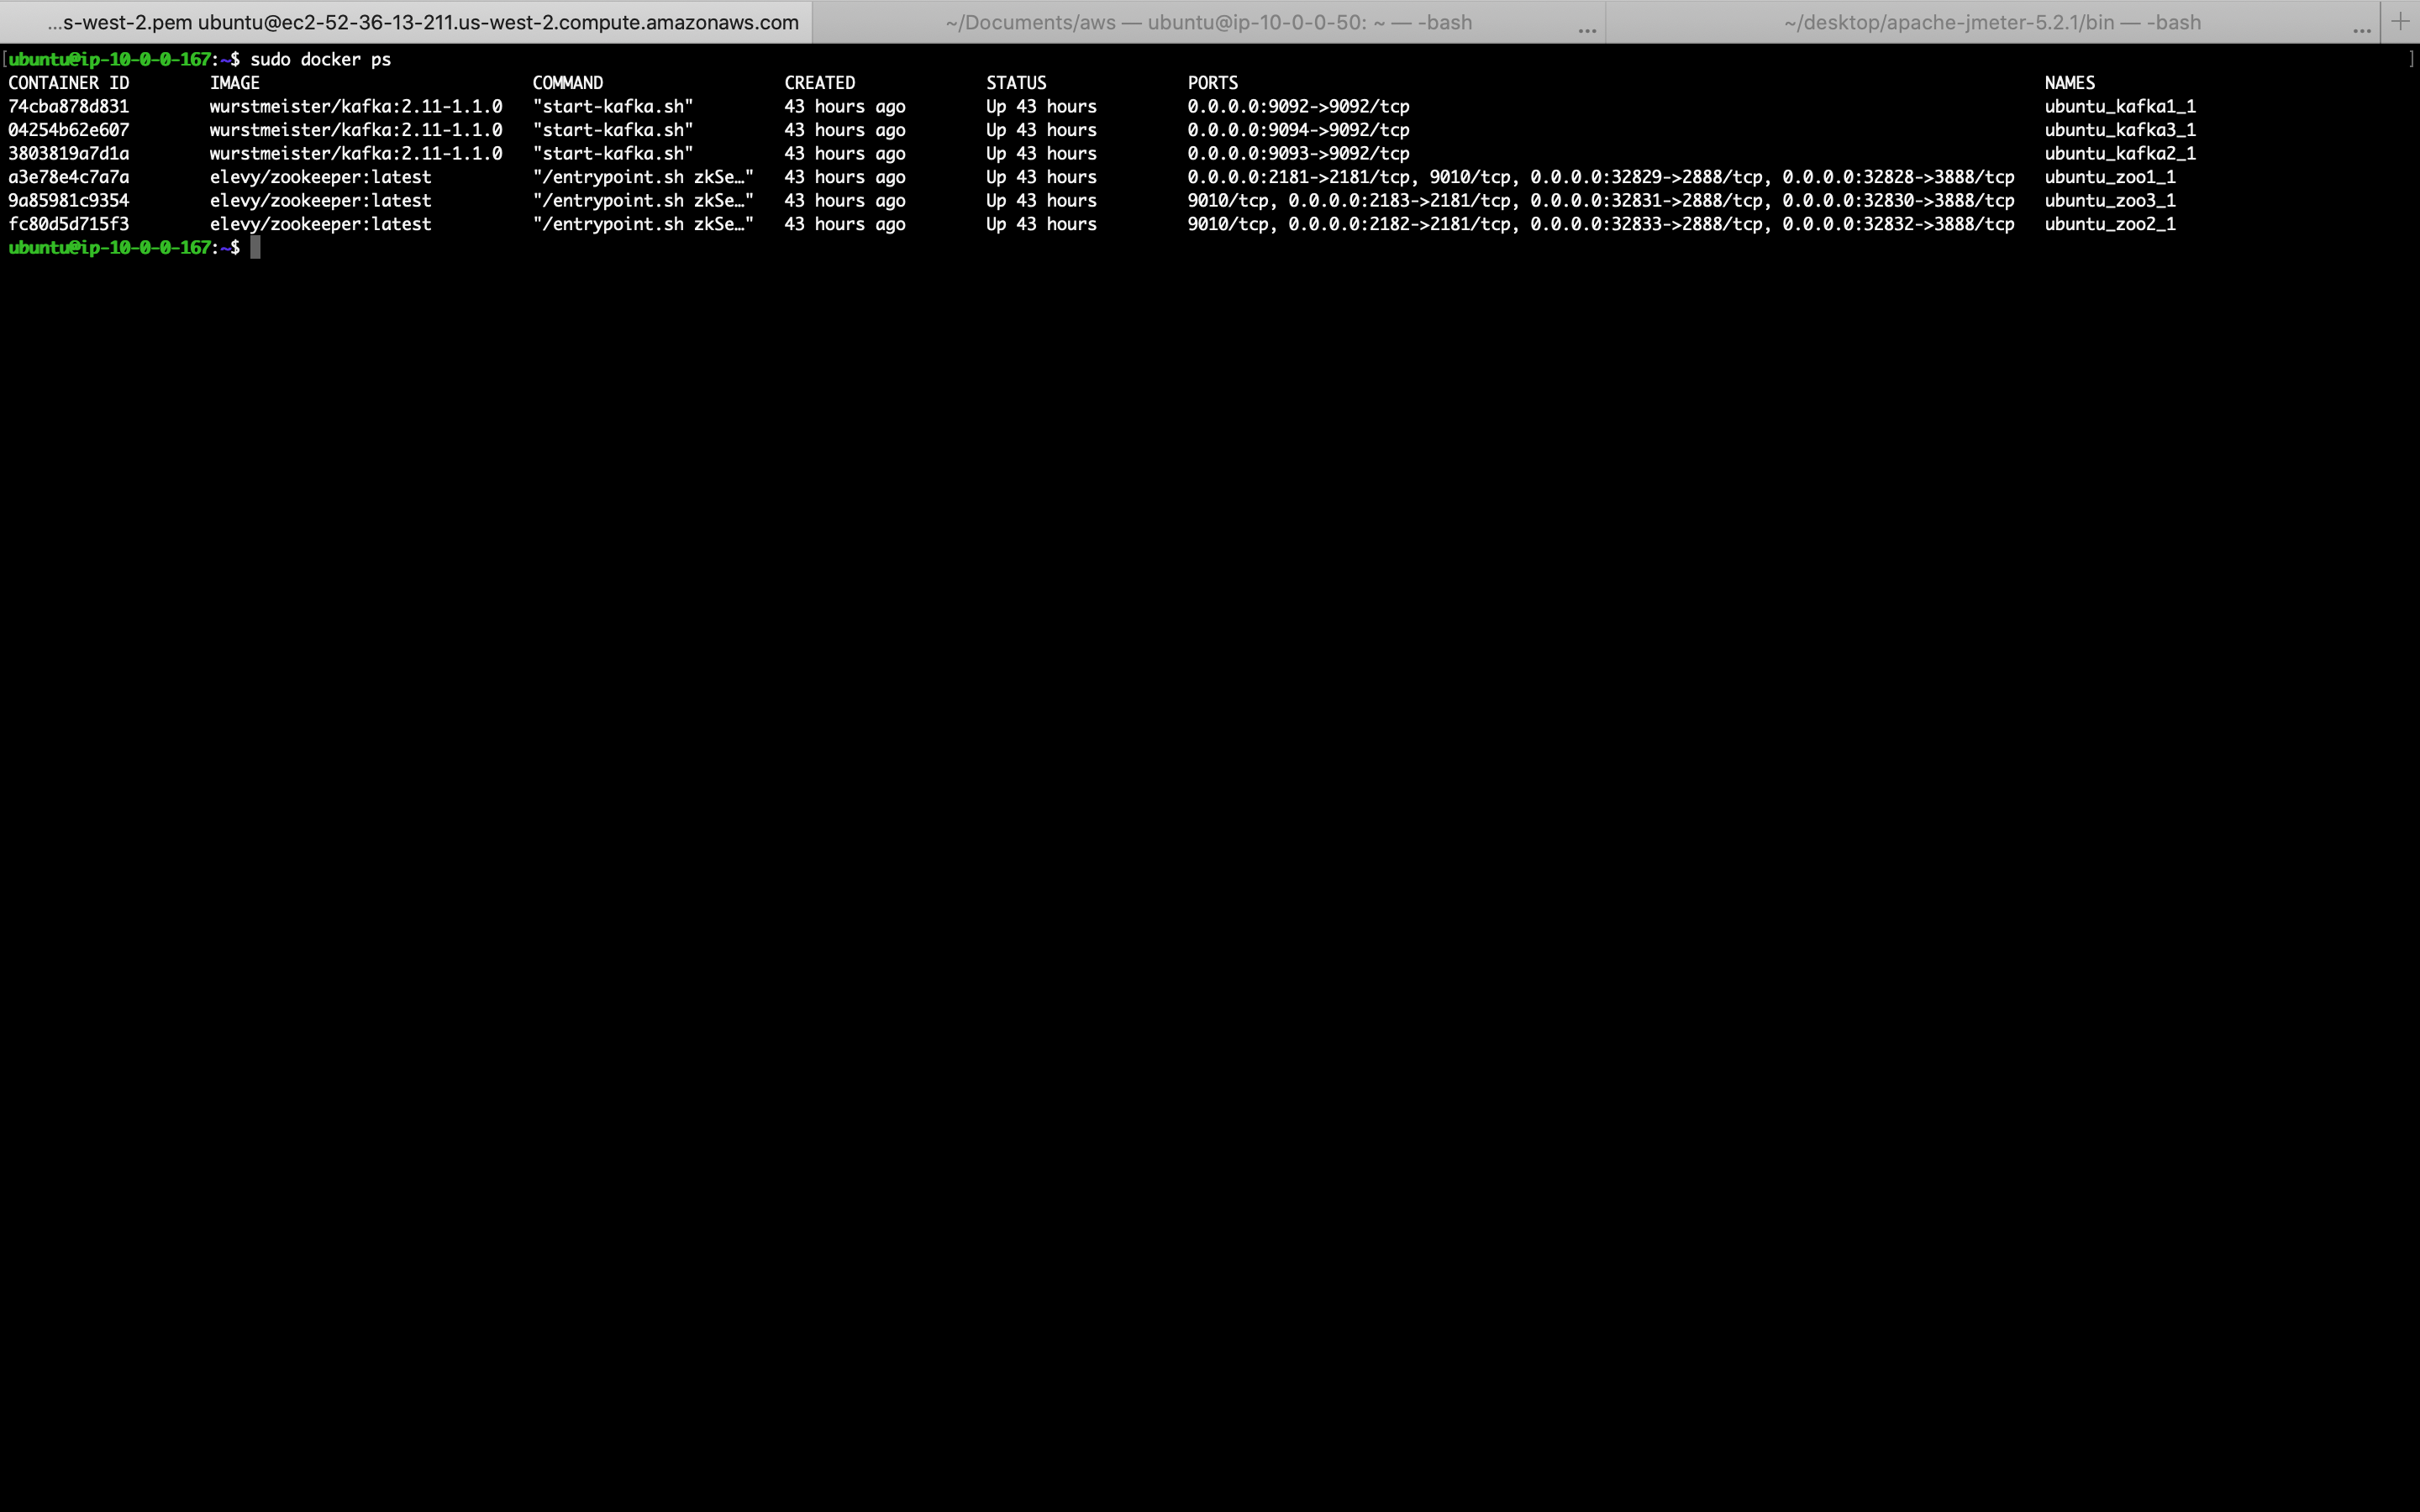 ...s-west-2.pem ubuntu@ec2-52-36-13-211.us-west-2.compute.amazonaws.com ~/Documents/aws — ubuntu@ip-10-0-0-50: ~ — -bash ... ~/desktop/apache-jmeter-5.2.1/bin — -bash ... +
[ubuntu@ip-10-0-0-167:~$ sudo docker ps ]
CONTAINER ID IMAGE COMMAND CREATED STATUS PORTS NAMES
74cba878d831 wurstmeister/kafka:2.11-1.1.0 "start-kafka.sh" 43 hours ago Up 43 hours 0.0.0.0:9092->9092/tcp ubuntu_kafka1_1
04254b62e607 wurstmeister/kafka:2.11-1.1.0 "start-kafka.sh" 43 hours ago Up 43 hours 0.0.0.0:9094->9092/tcp ubuntu_kafka3_1
3803819a7d1a wurstmeister/kafka:2.11-1.1.0 "start-kafka.sh" 43 hours ago Up 43 hours 0.0.0.0:9093->9092/tcp ubuntu_kafka2_1
a3e78e4c7a7a elevy/zookeeper:latest "/entrypoint.sh zkSe…" 43 hours ago Up 43 hours 0.0.0.0:2181->2181/tcp, 9010/tcp, 0.0.0.0:32829->2888/tcp, 0.0.0.0:32828->3888/tcp ubuntu_zoo1_1
9a85981c9354 elevy/zookeeper:latest "/entrypoint.sh zkSe…" 43 hours ago Up 43 hours 9010/tcp, 0.0.0.0:2183->2181/tcp, 0.0.0.0:32831->2888/tcp, 0.0.0.0:32830->3888/tcp ubuntu_zoo3_1
fc80d5d715f3 elevy/zookeeper:latest "/entrypoint.sh zkSe…" 43 hours ago Up 43 hours 9010/tcp, 0.0.0.0:2182->2181/tcp, 0.0.0.0:32833->2888/tcp, 0.0.0.0:32832->3888/tcp ubuntu_zoo2_1
ubuntu@ip-10-0-0-167:~$